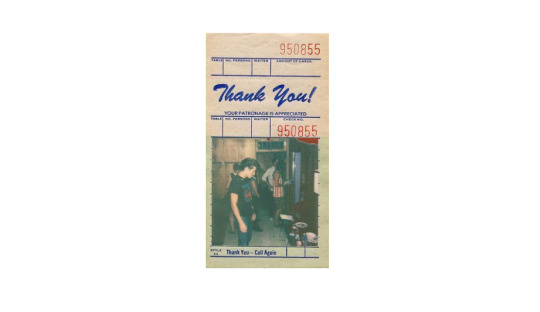 950855
TABLE NO. PERSONS WAITER AMOUNT OF CHECK
Thank You!
YOUR PATRONAGE IS APPRECIATED
TABLE NO. PERSONS WAITER CHECK NO.
950855
STYLE
Thank You - Call Again